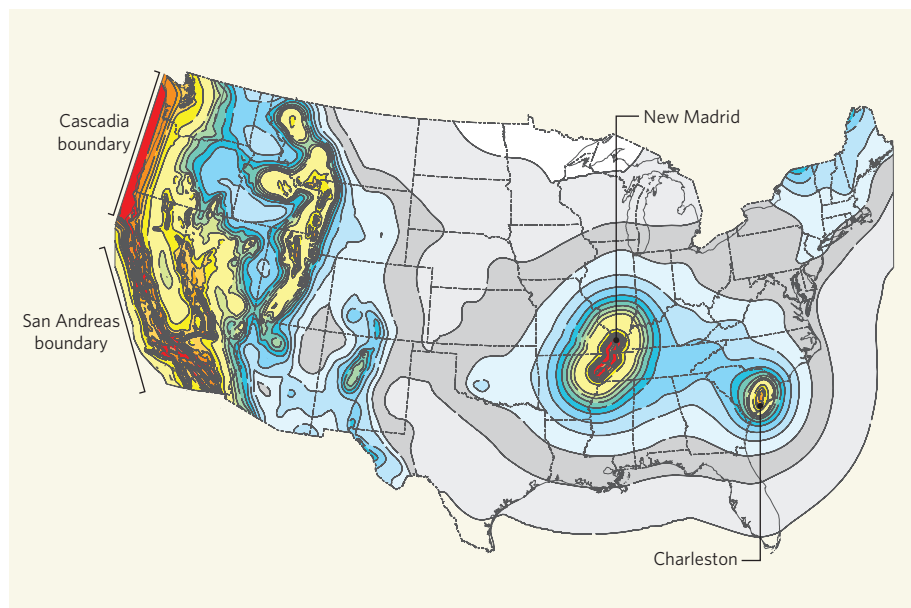 Cascadia
boundary
New Madrid
San Andreas
boundary
Charleston